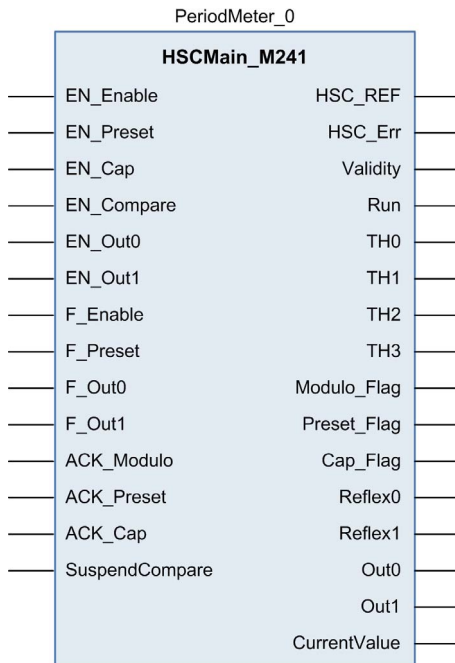 PeriodMeter_0
HSCMain_M241
EN_Enable HSC_REF
EN_Preset HSC_Err
EN_Cap Validity
EN_Compare Run
EN_Out0 TH0
EN_Out1 TH1
F_Enable TH2
F_Preset TH3
F_Out0 Modulo_Flag
F_Out1 Preset_Flag
ACK_Modulo Cap_Flag
ACK_Preset Reflex0
ACK_Cap Reflex1
SuspendCompare Out0
Out1
CurrentValue